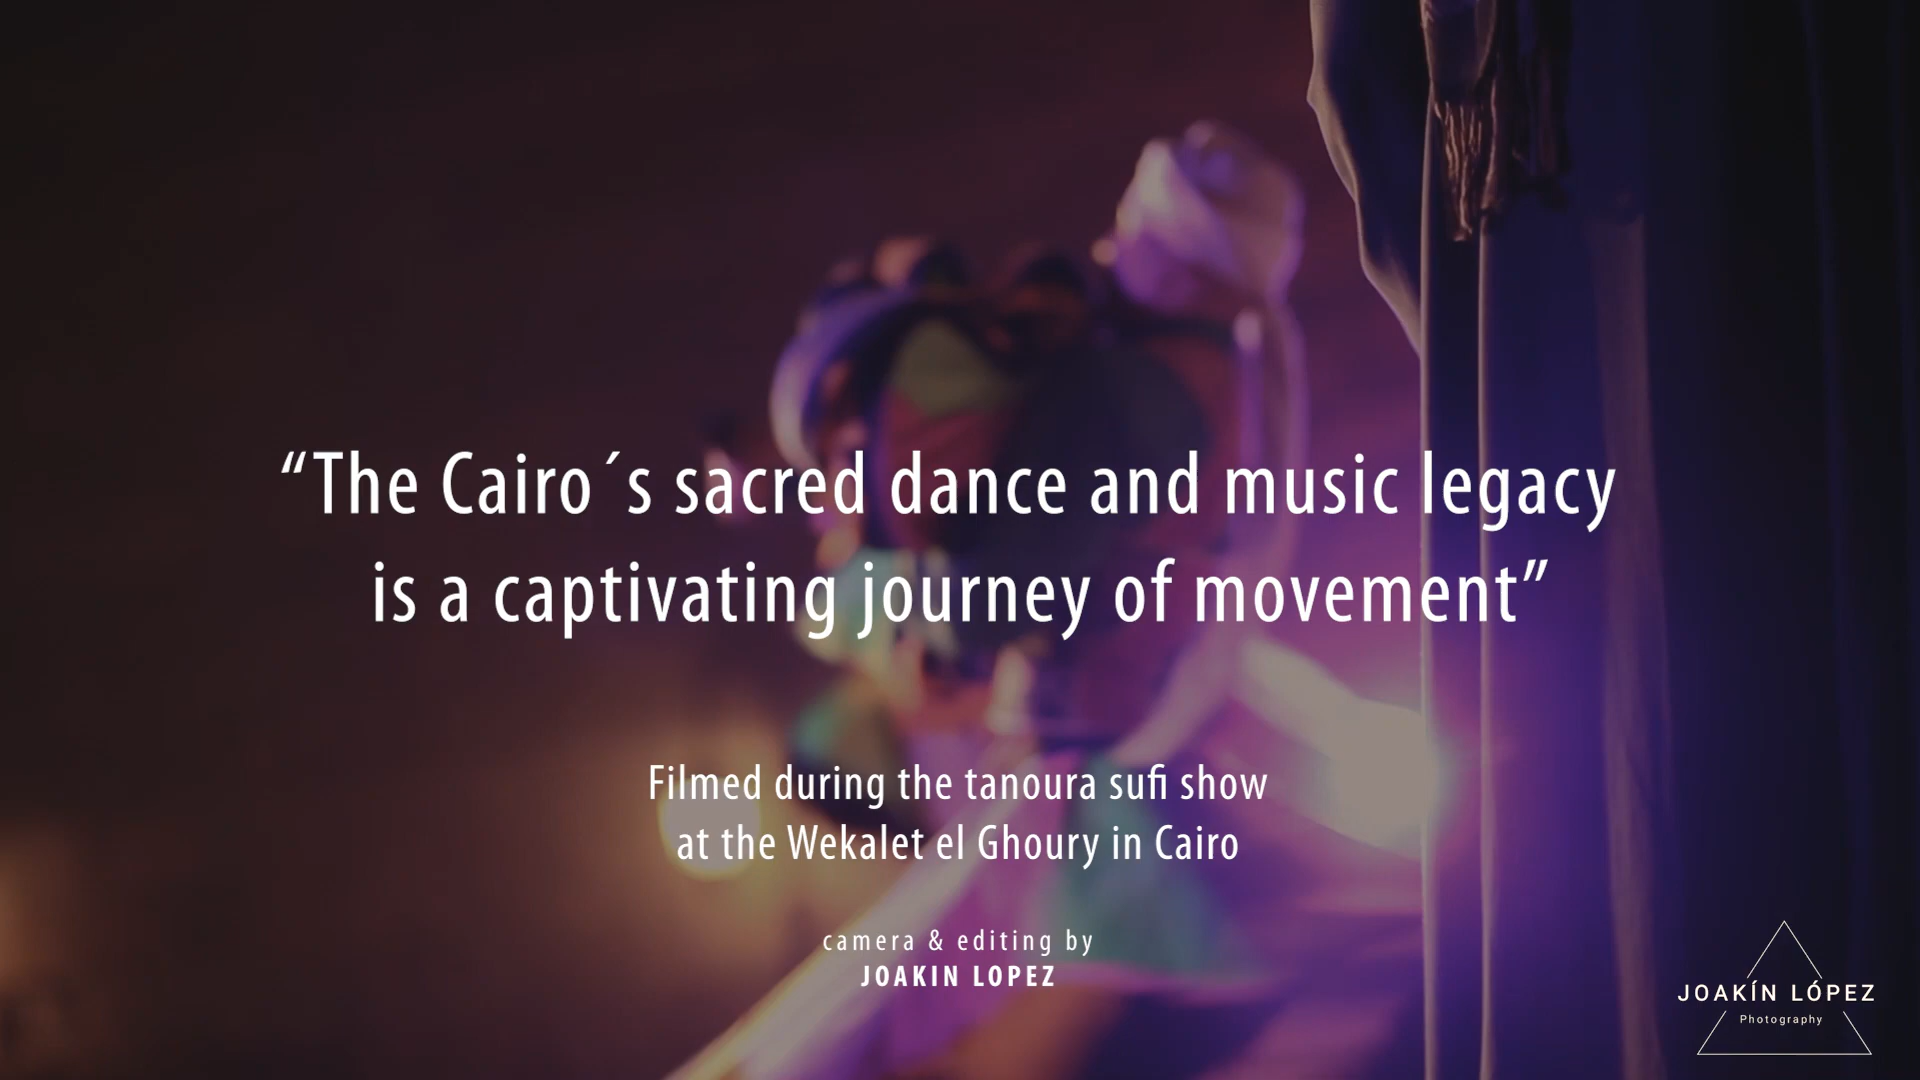 “The Cairo´s sacred dance and music legacy
is a captivating journey of movement”
Filmed during the tanoura sufi show
at the Wekalet el Ghoury in Cairo
camera & editing by
JOAKIN LOPEZ
JOAKÍN LÓPEZ
Photography